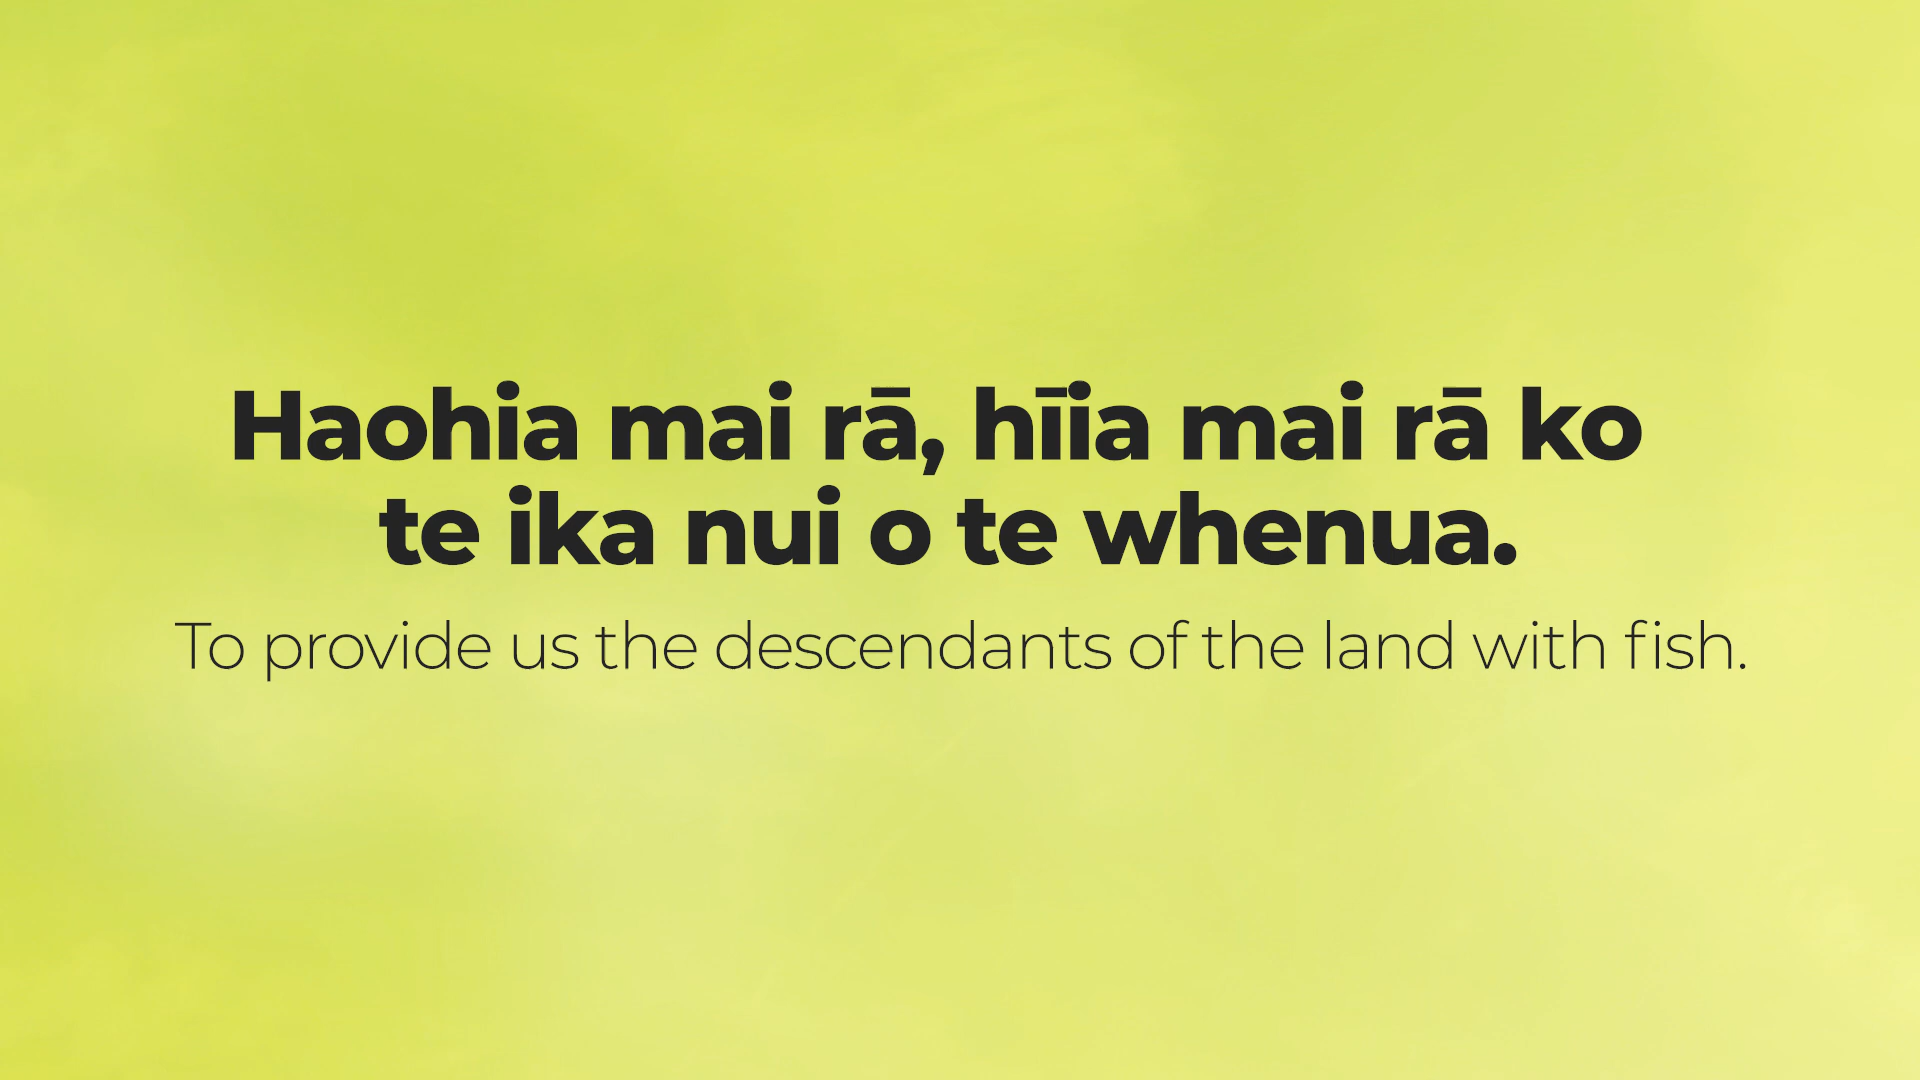 Haohia mai rā, hīia mai rā ko
te ika nui o te whenua.
To provide us the descendants of the land with fish.